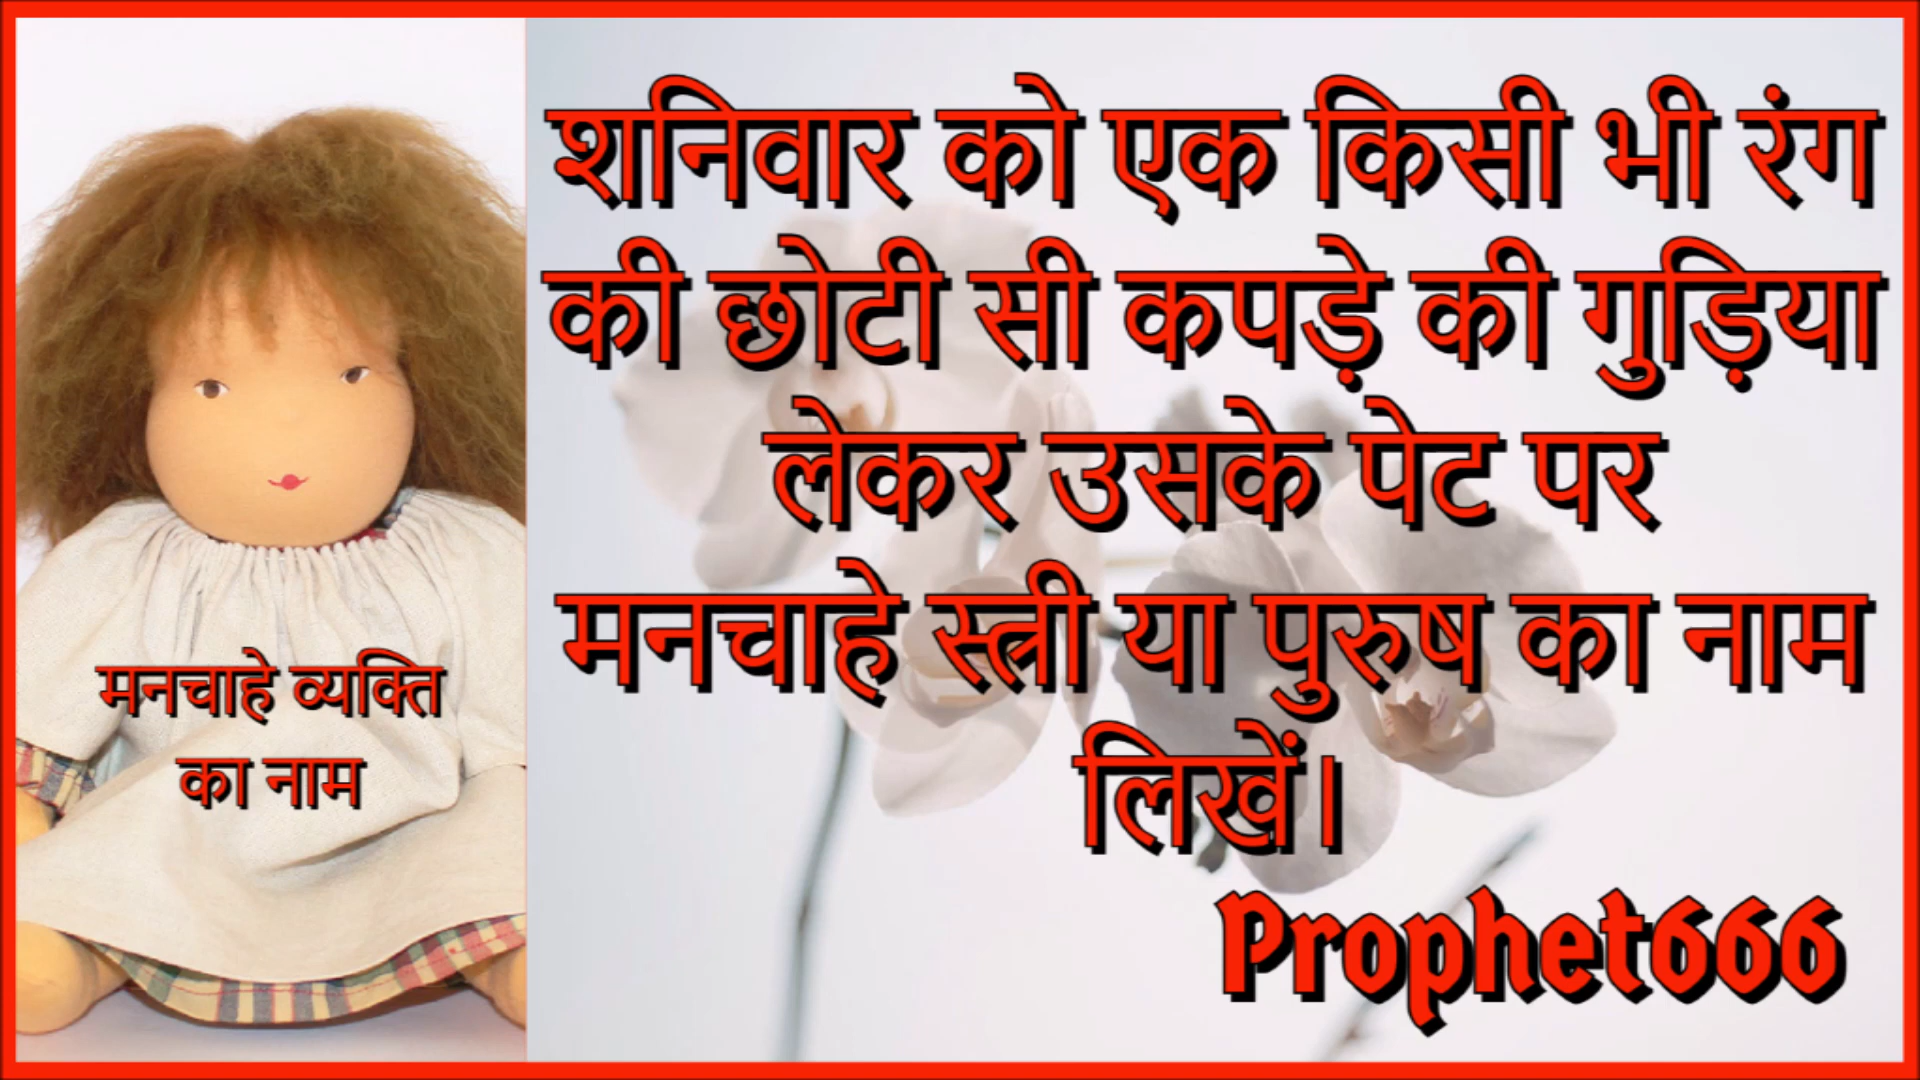 मनचाहे व्यक्ति
का नाम
शनिवार को एक किसी भी रंग
की छोटी सी कपड़े की गुड़िया
लेकर उसके पेट पर
मनचाहे स्त्री या पुरुष का नाम
लिखें।
Prophet666